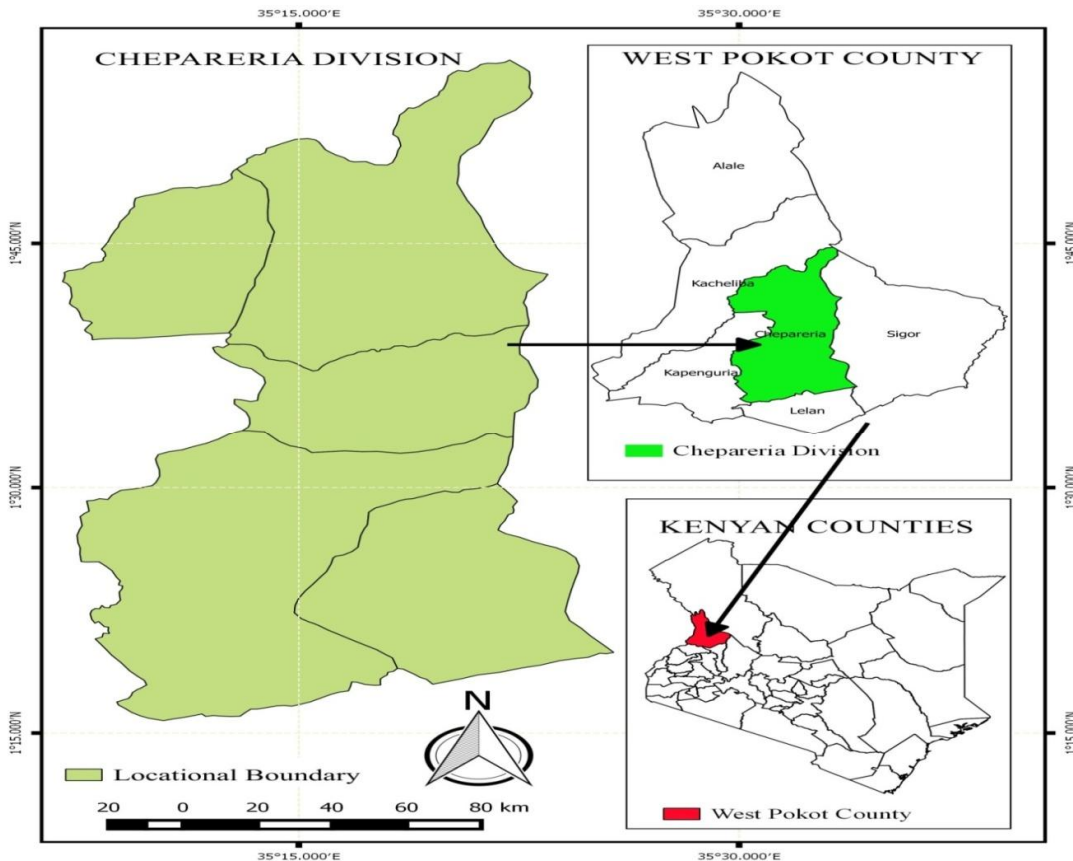 35°15.000′E
35°30.000′E
CHEPARERIA DIVISION
WEST POKOT COUNTY
Alale
1°45.000′N
1°45.000′N
Kacheliba
Chepareria
Sigor
Kapenguria
Lelan
Chepareria Division
1°30.000′N
1°30.000′N
KENYAN COUNTIES
N
1°15.000′N
1°15.000′N
Locational Boundary
20 0 20 40 60 80 km
West Pokot County
35°15.000′E
35°30.000′E